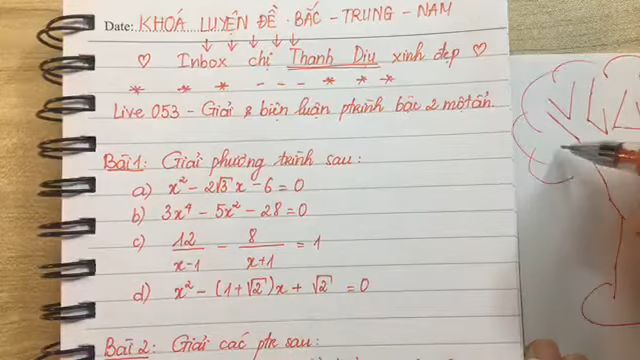 Date: KHOÁ LUYỆN ĐỀ BẮC - TRUNG - NAM
♡ Inbox chị Thanh Dịu xinh đẹp ♡
* * * - - - * * *
Live 053 - Giải & biện luận ptrình bậc 2 một ẩn.
Bài 1: Giải phương trình sau:
a) x² - 2√3 x - 6 = 0
b) 3x⁴ - 5x² - 28 = 0
c) 12/(x-1) - 8/(x+1) = 1
d) x² - (1+√2)x + √2 = 0
Bài 2: Giải các ptr sau: